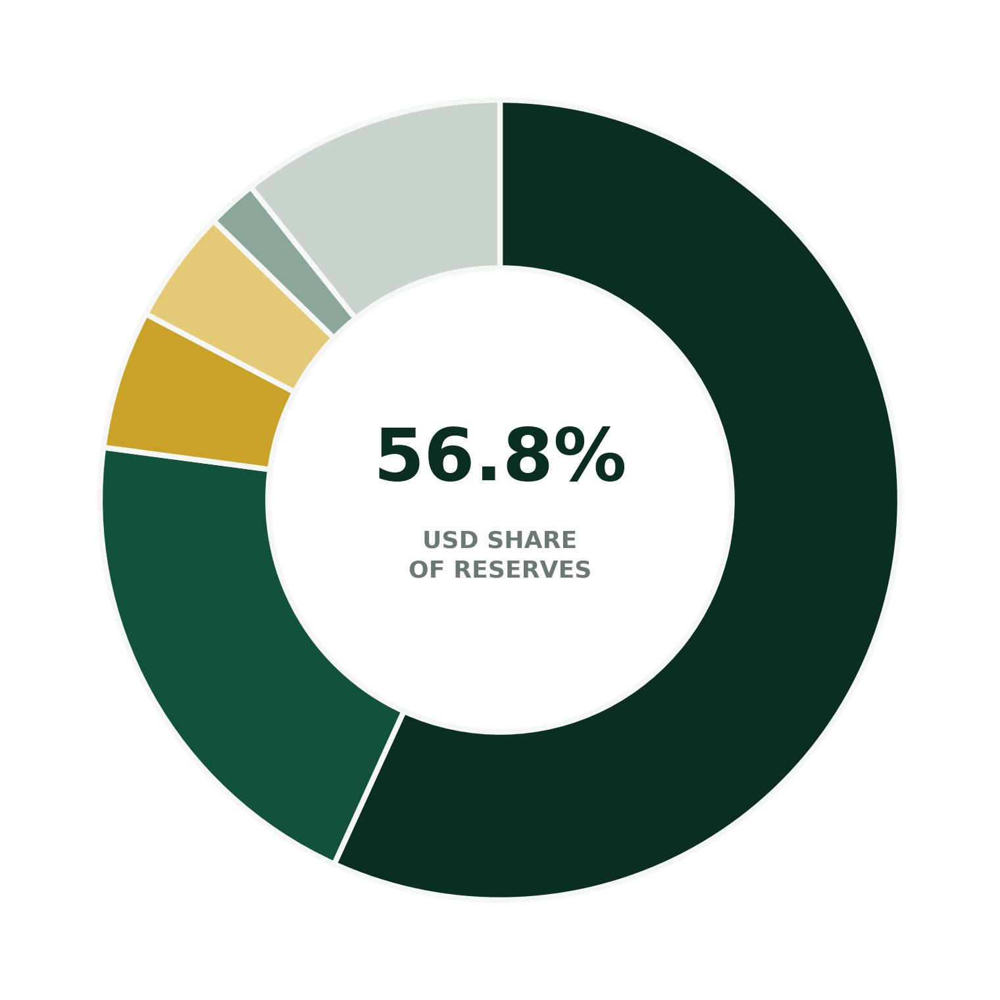 56.8%
USD SHARE
OF RESERVES